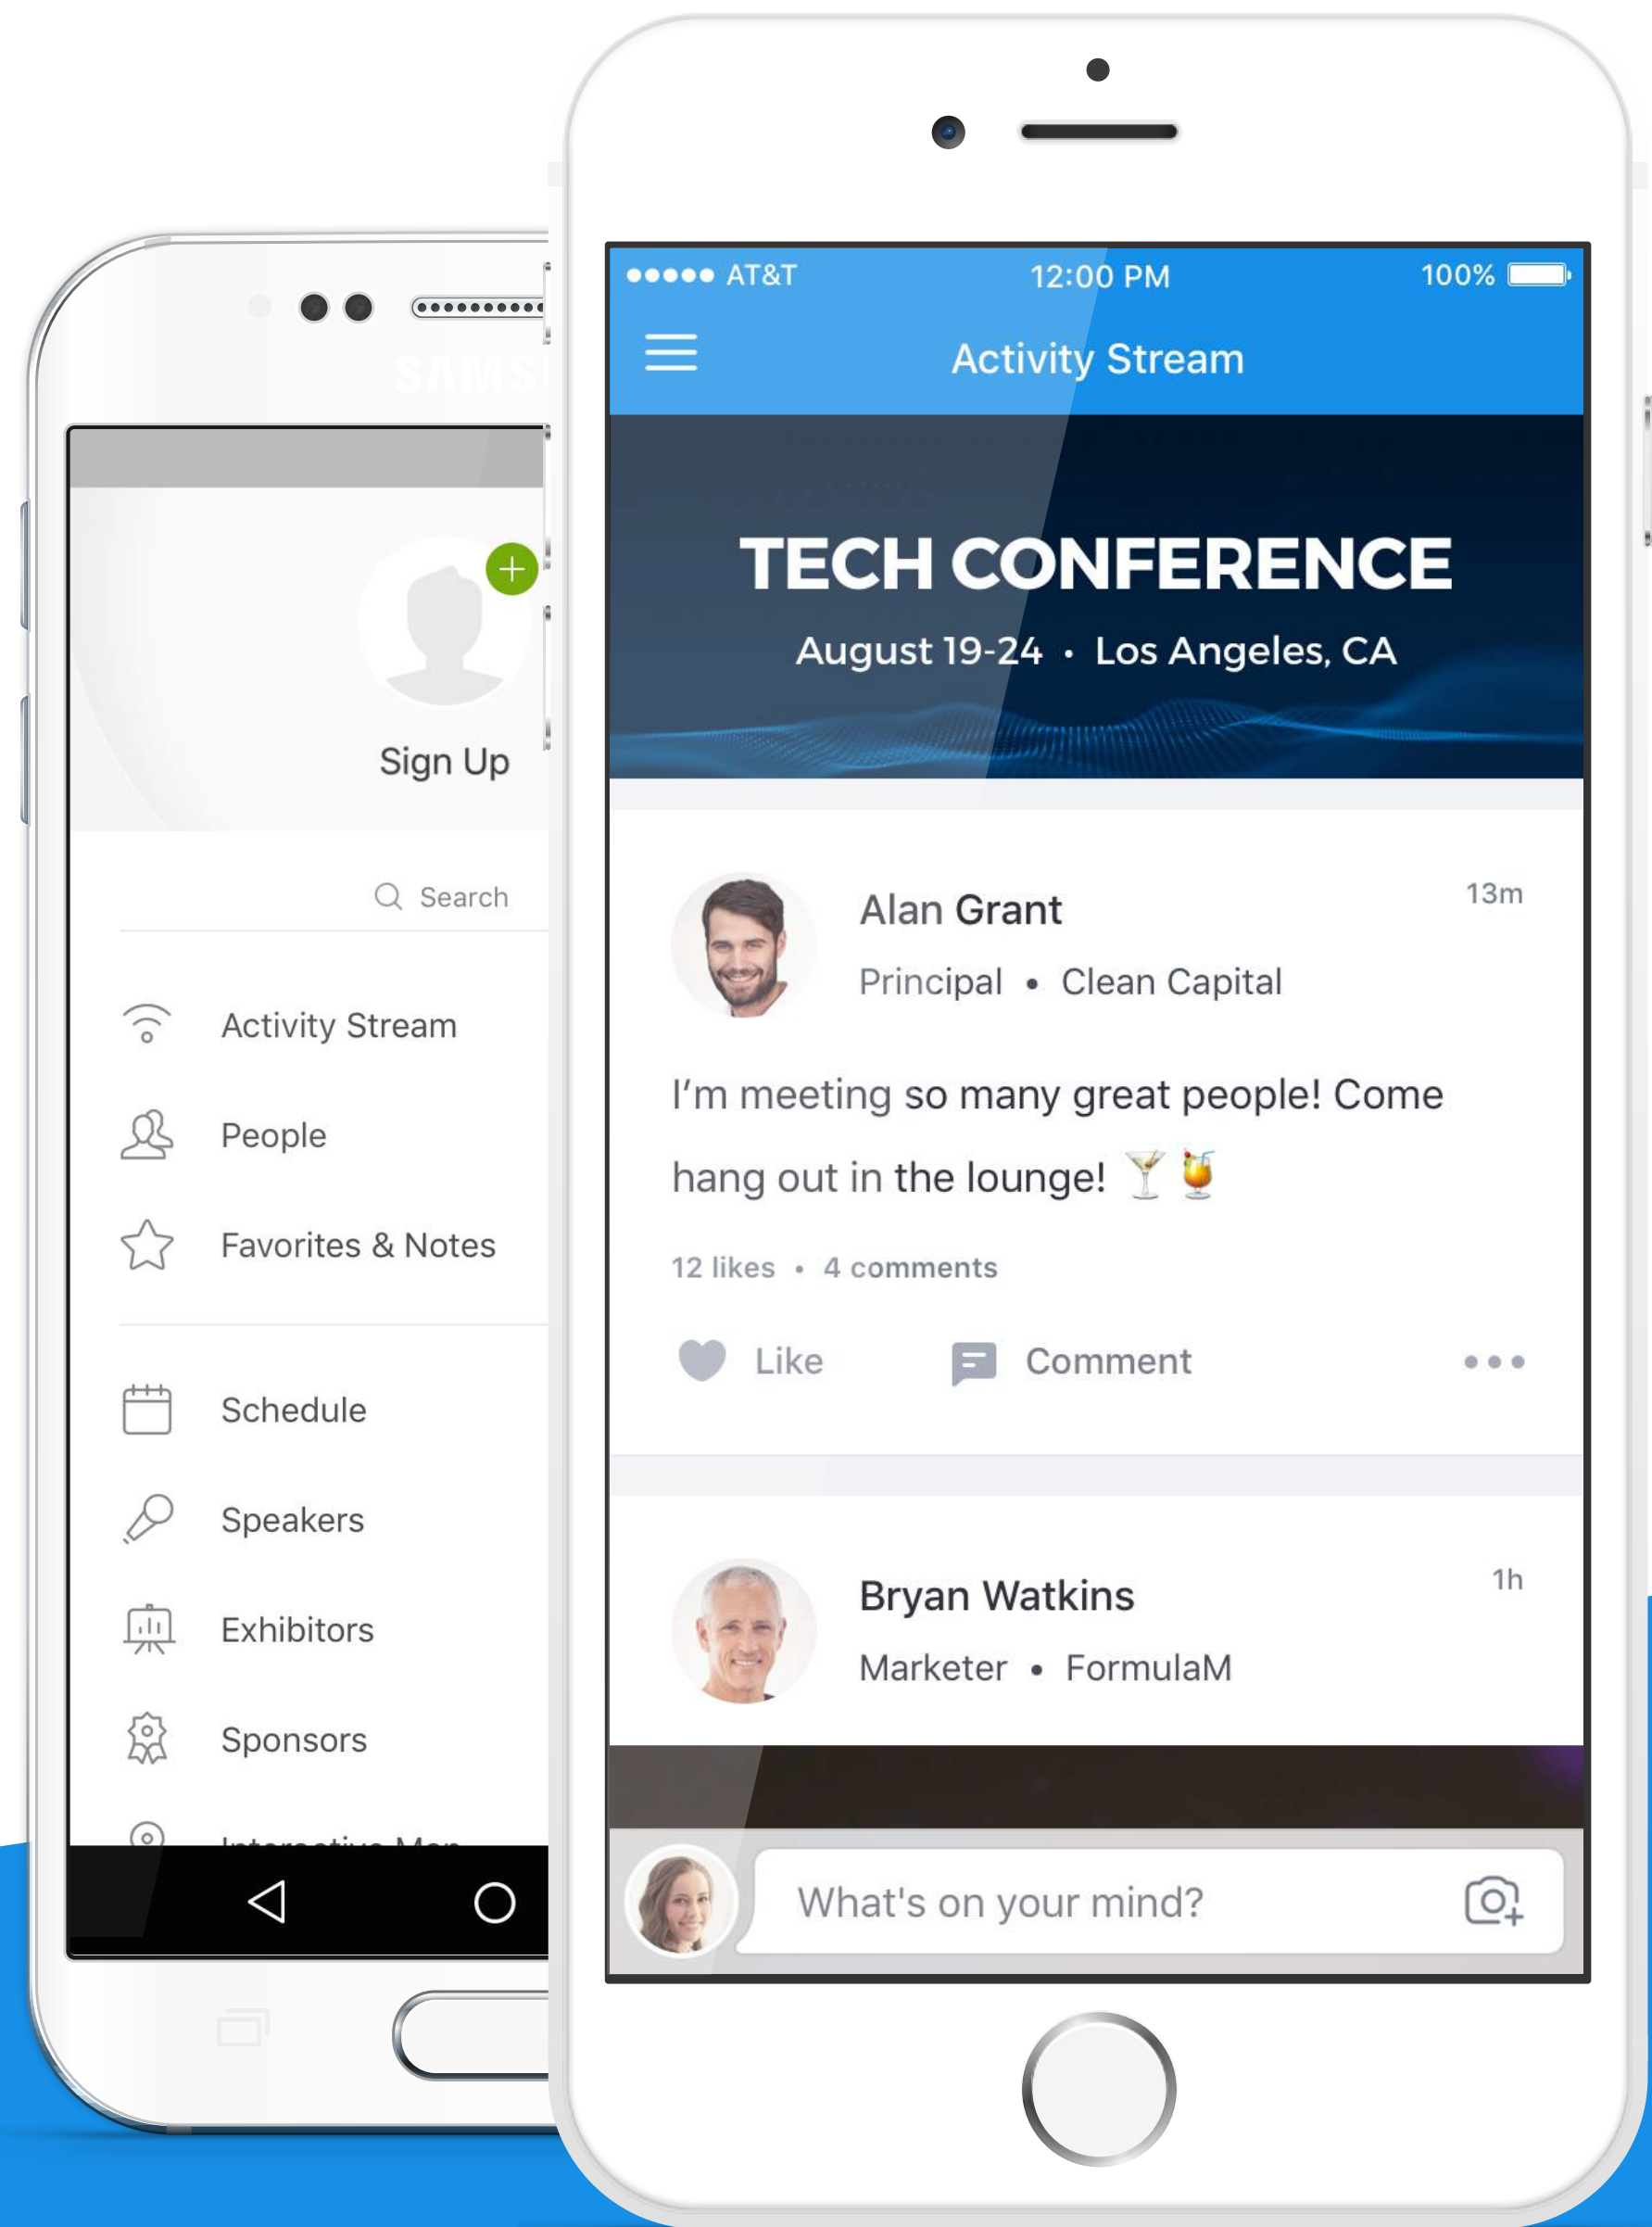 SAMS
Sign Up
Search
Activity Stream
People
Favorites & Notes
Schedule
Speakers
Exhibitors
Sponsors
Interactive Map
AT&T 12:00 PM 100%
Activity Stream
TECH CONFERENCE
August 19-24 • Los Angeles, CA
Alan Grant 13m
Principal • Clean Capital
I'm meeting so many great people! Come
hang out in the lounge! 🍸🍹
12 likes • 4 comments
Like Comment
Bryan Watkins 1h
Marketer • FormulaM
What's on your mind?